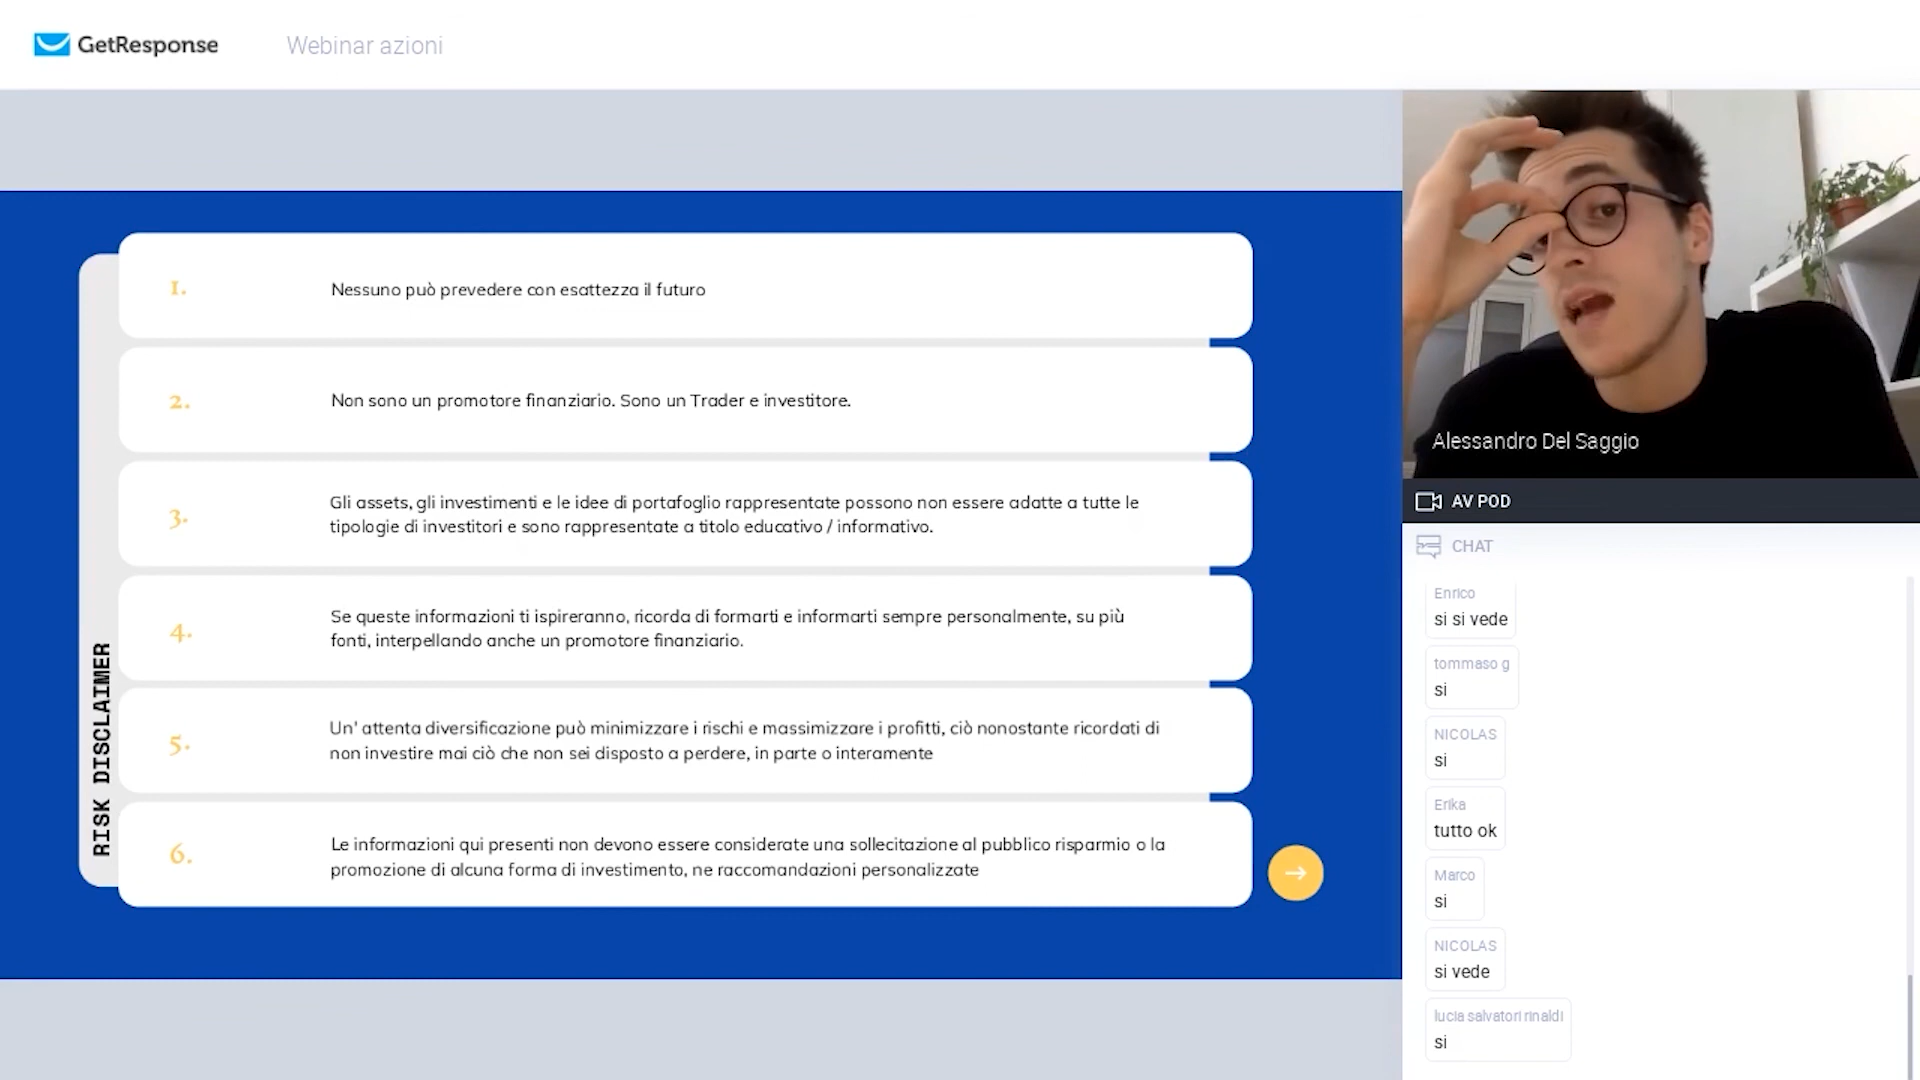 GetResponse
Webinar azioni
RISK DISCLAIMER
1.
Nessuno può prevedere con esattezza il futuro
2.
Non sono un promotore finanziario. Sono un Trader e investitore.
3.
Gli assets, gli investimenti e le idee di portafoglio rappresentate possono non essere adatte a tutte le
tipologie di investitori e sono rappresentate a titolo educativo / informativo.
4.
Se queste informazioni ti ispireranno, ricorda di formarti e informarti sempre personalmente, su più
fonti, interpellando anche un promotore finanziario.
5.
Un' attenta diversificazione può minimizzare i rischi e massimizzare i profitti, ciò nonostante ricordati di
non investire mai ciò che non sei disposto a perdere, in parte o interamente
6.
Le informazioni qui presenti non devono essere considerate una sollecitazione al pubblico risparmio o la
promozione di alcuna forma di investimento, ne raccomandazioni personalizzate
Alessandro Del Saggio
AV POD
CHAT
Enrico
si si vede
tommaso g
si
NICOLAS
si
Erika
tutto ok
Marco
si
NICOLAS
si vede
lucia salvatori rinaldi
si